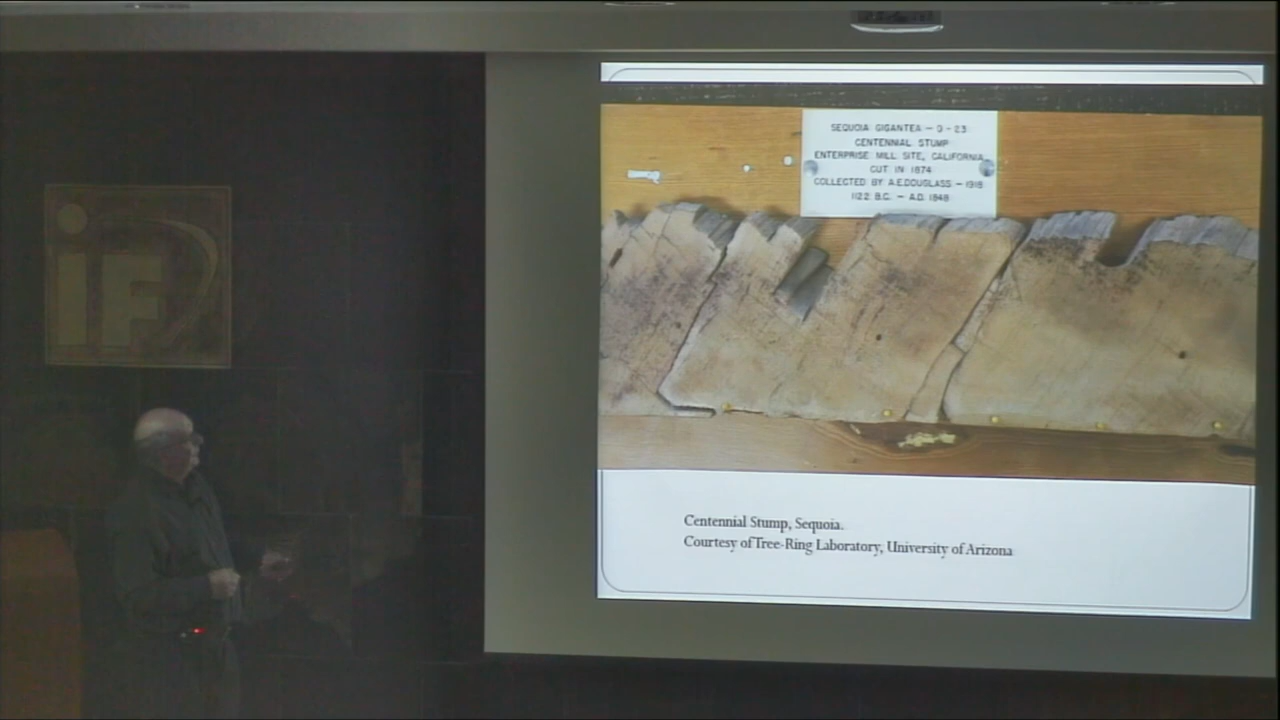 iF
SEQUOIA GIGANTEA — D - 23
CENTENNIAL STUMP
ENTERPRISE MILL SITE, CALIFORNIA
CUT IN 1874
COLLECTED BY A.E.DOUGLASS — 1918
1122 B.C. — A.D. 1848
Centennial Stump, Sequoia.
Courtesy of Tree-Ring Laboratory, University of Arizona